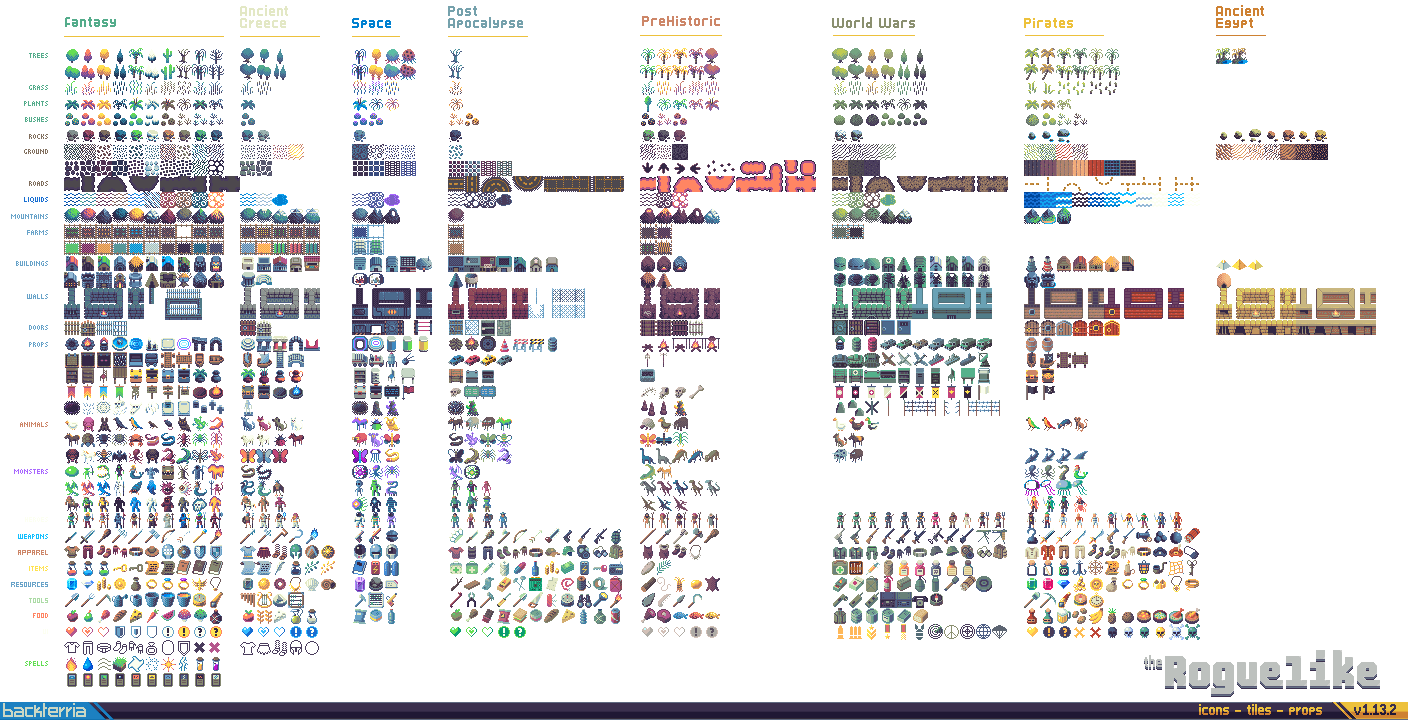 Fantasy
Ancient
Greece
Space
Post
Apocalypse
PreHistoric
World Wars
Pirates
Ancient
Egypt
TREES
GRASS
PLANTS
BUSHES
ROCKS
GROUND
ROADS
LIQUIDS
MOUNTAINS
FARMS
BUILDINGS
WALLS
DOORS
PROPS
ANIMALS
MONSTERS
WEAPONS
APPAREL
ITEMS
RESOURCES
TOOLS
FOOD
SPELLS
the Roguelike
backterria
icons - tiles - props
v1.13.2